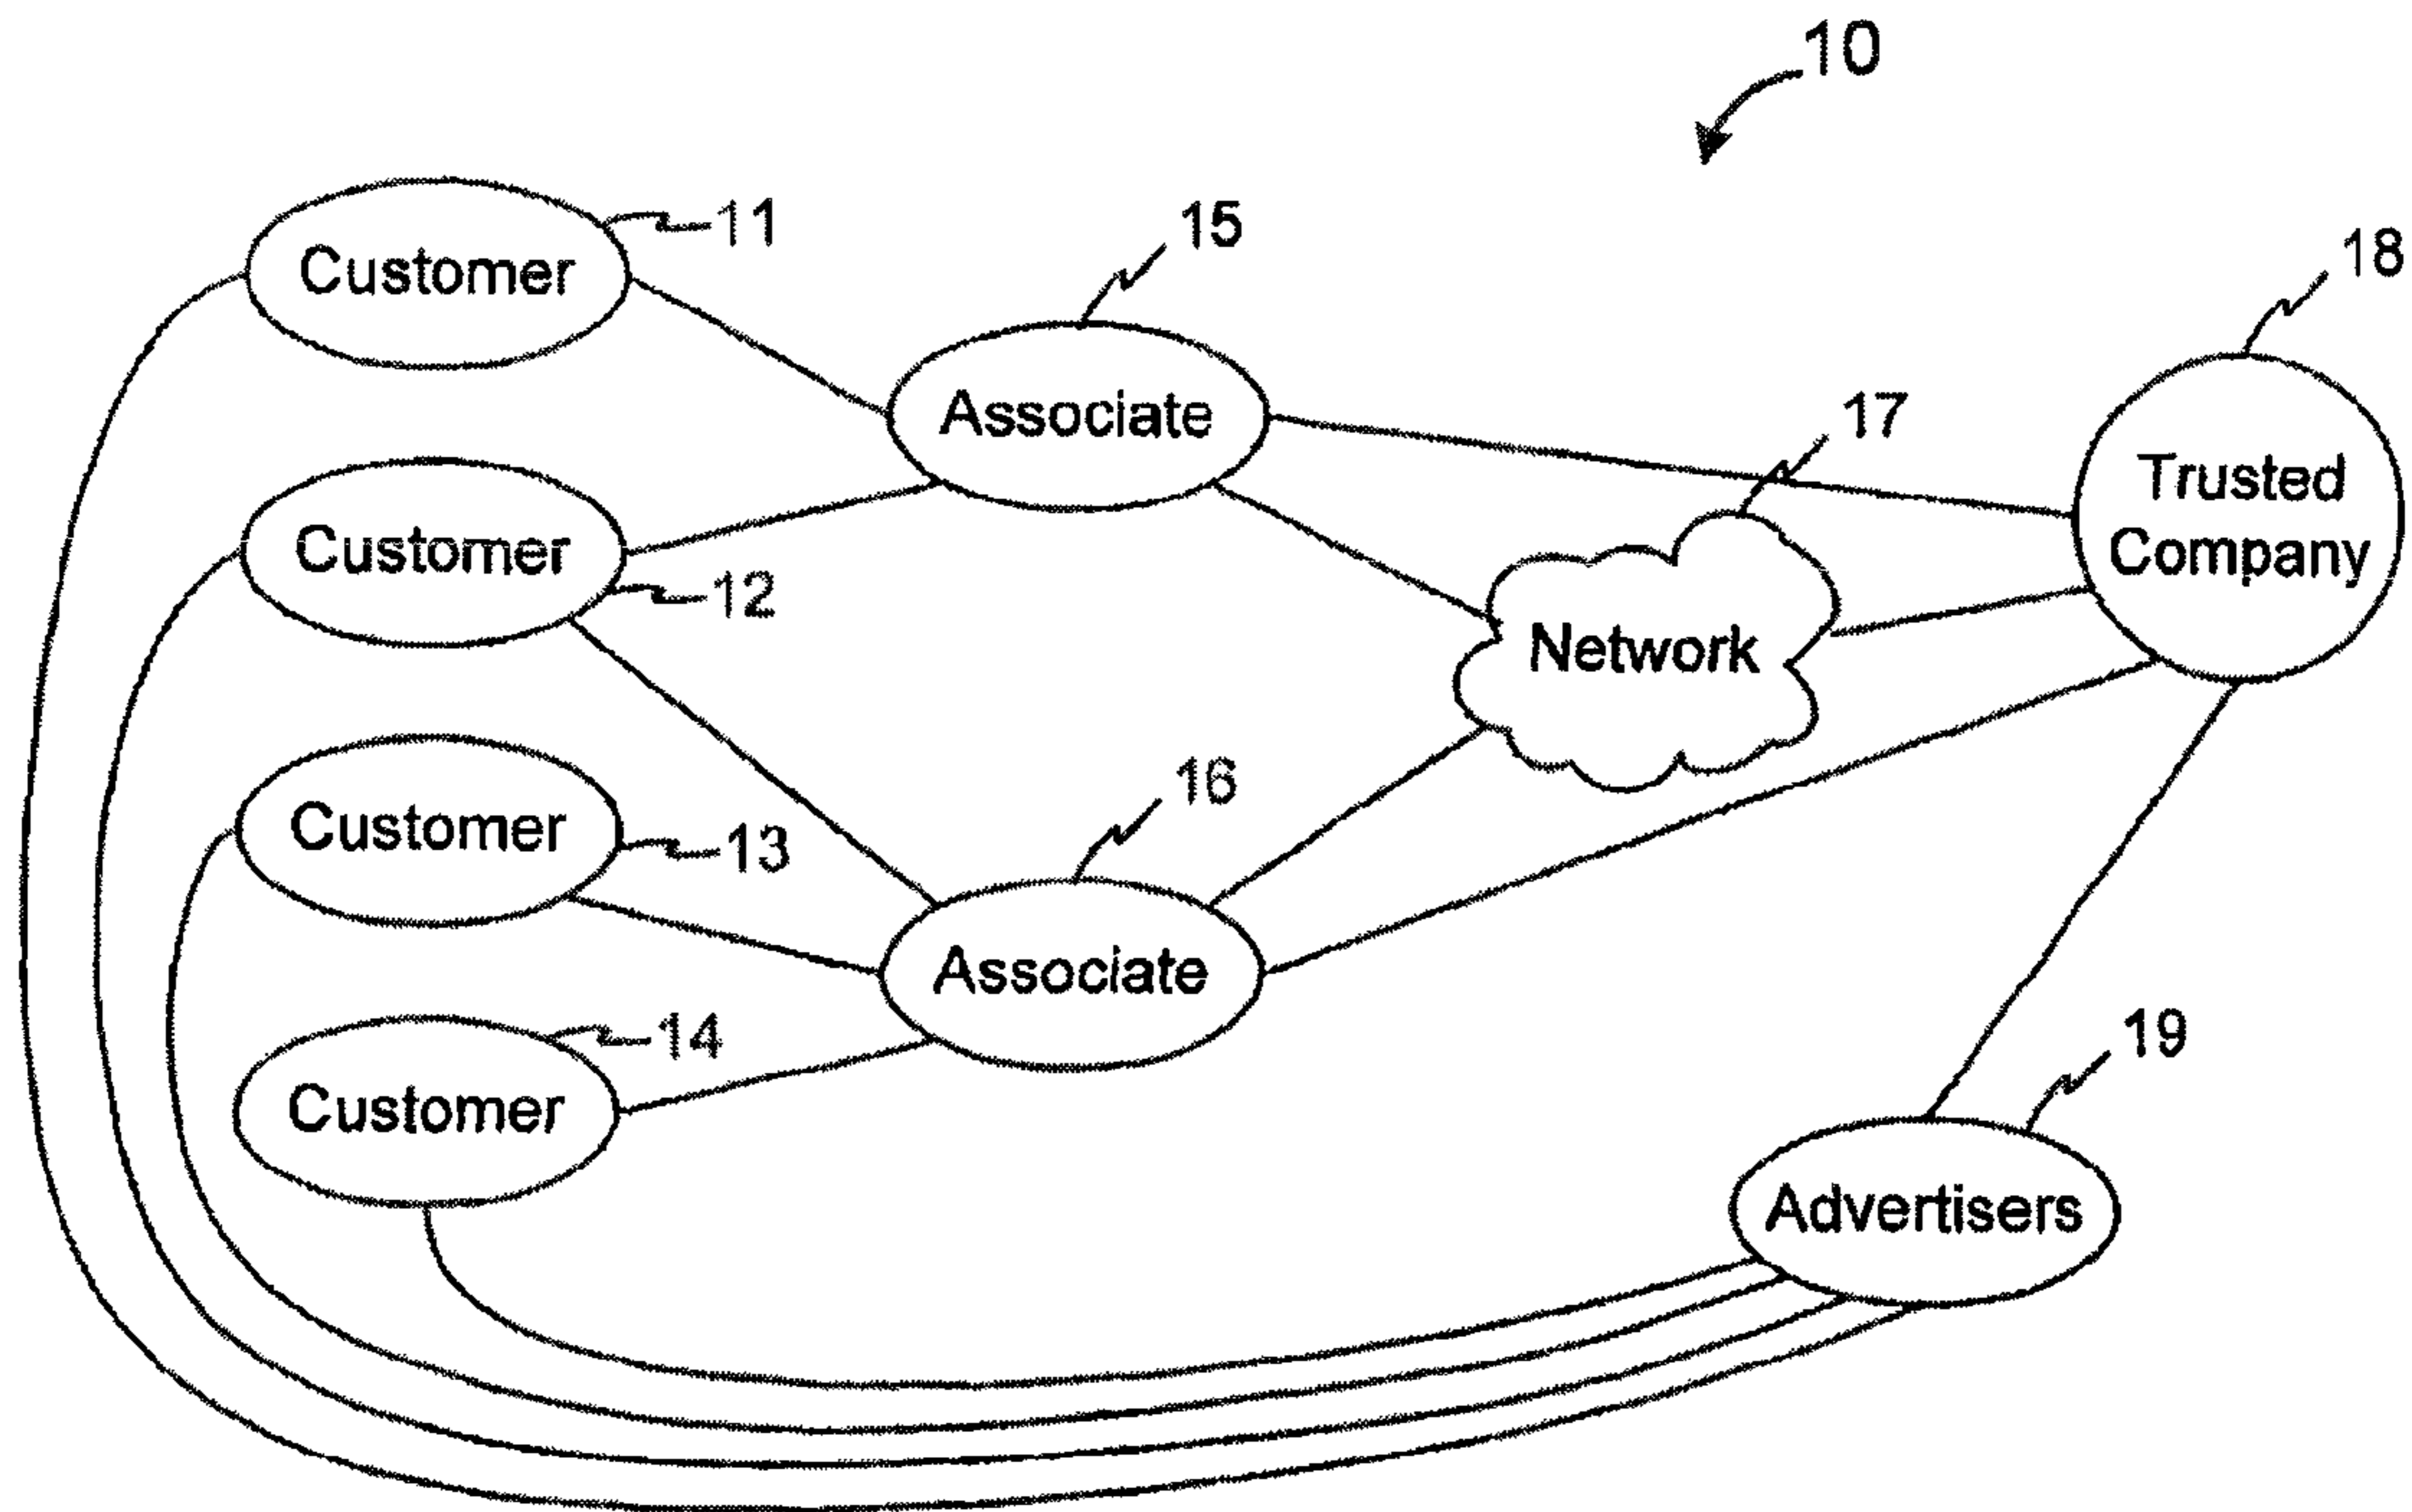 10
11
Customer
15
Associate
18
Trusted
Company
17
Network
Customer
12
Customer
13
16
Associate
14
Customer
19
Advertisers